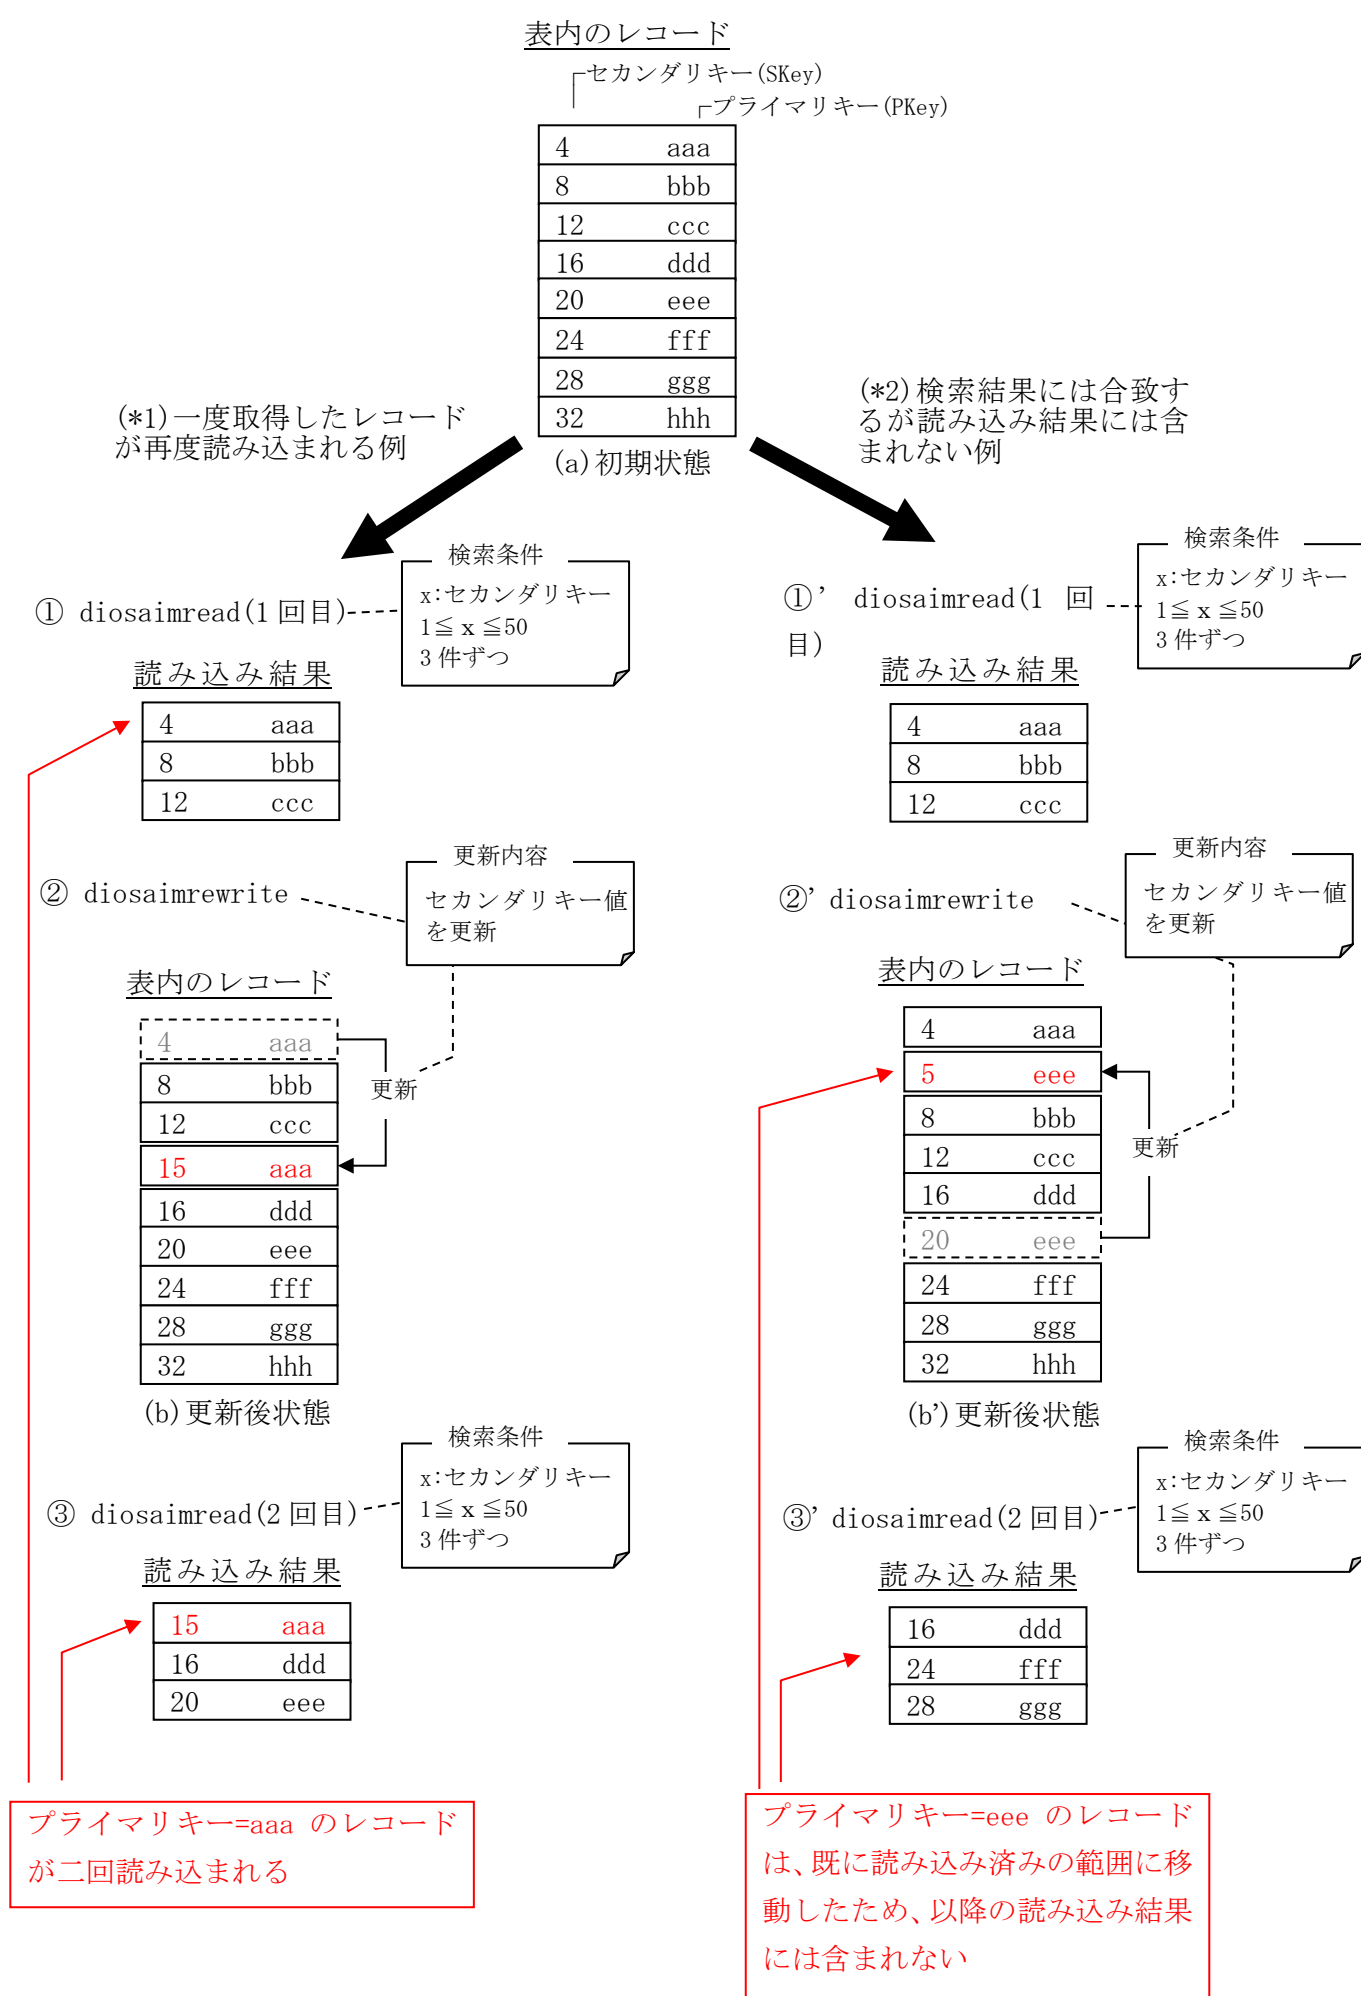 表内のレコード
セカンダリキー(SKey)
プライマリキー(PKey)
4 aaa
8 bbb
12 ccc
16 ddd
20 eee
24 fff
28 ggg
32 hhh
(a)初期状態
(*1)一度取得したレコード
が再度読み込まれる例
(*2)検索結果には合致す
るが読み込み結果には含
まれない例
① diosaimread(1回目)
検索条件
x:セカンダリキー
1≦ x ≦50
3件ずつ
読み込み結果
4 aaa
8 bbb
12 ccc
② diosaimrewrite
更新内容
セカンダリキー値
を更新
表内のレコード
4 aaa
8 bbb
12 ccc
15 aaa
16 ddd
20 eee
24 fff
28 ggg
32 hhh
更新
(b)更新後状態
③ diosaimread(2回目)
検索条件
x:セカンダリキー
1≦ x ≦50
3件ずつ
読み込み結果
15 aaa
16 ddd
20 eee
プライマリキー=aaa のレコード
が二回読み込まれる
①’ diosaimread(1 回
目)
検索条件
x:セカンダリキー
1≦ x ≦50
3件ずつ
読み込み結果
4 aaa
8 bbb
12 ccc
②’ diosaimrewrite
更新内容
セカンダリキー値
を更新
表内のレコード
4 aaa
5 eee
8 bbb
12 ccc
16 ddd
20 eee
24 fff
28 ggg
32 hhh
更新
(b’)更新後状態
③’ diosaimread(2回目)
検索条件
x:セカンダリキー
1≦ x ≦50
3件ずつ
読み込み結果
16 ddd
24 fff
28 ggg
プライマリキー=eee のレコード
は、既に読み込み済みの範囲に移
動したため、以降の読み込み結果
には含まれない